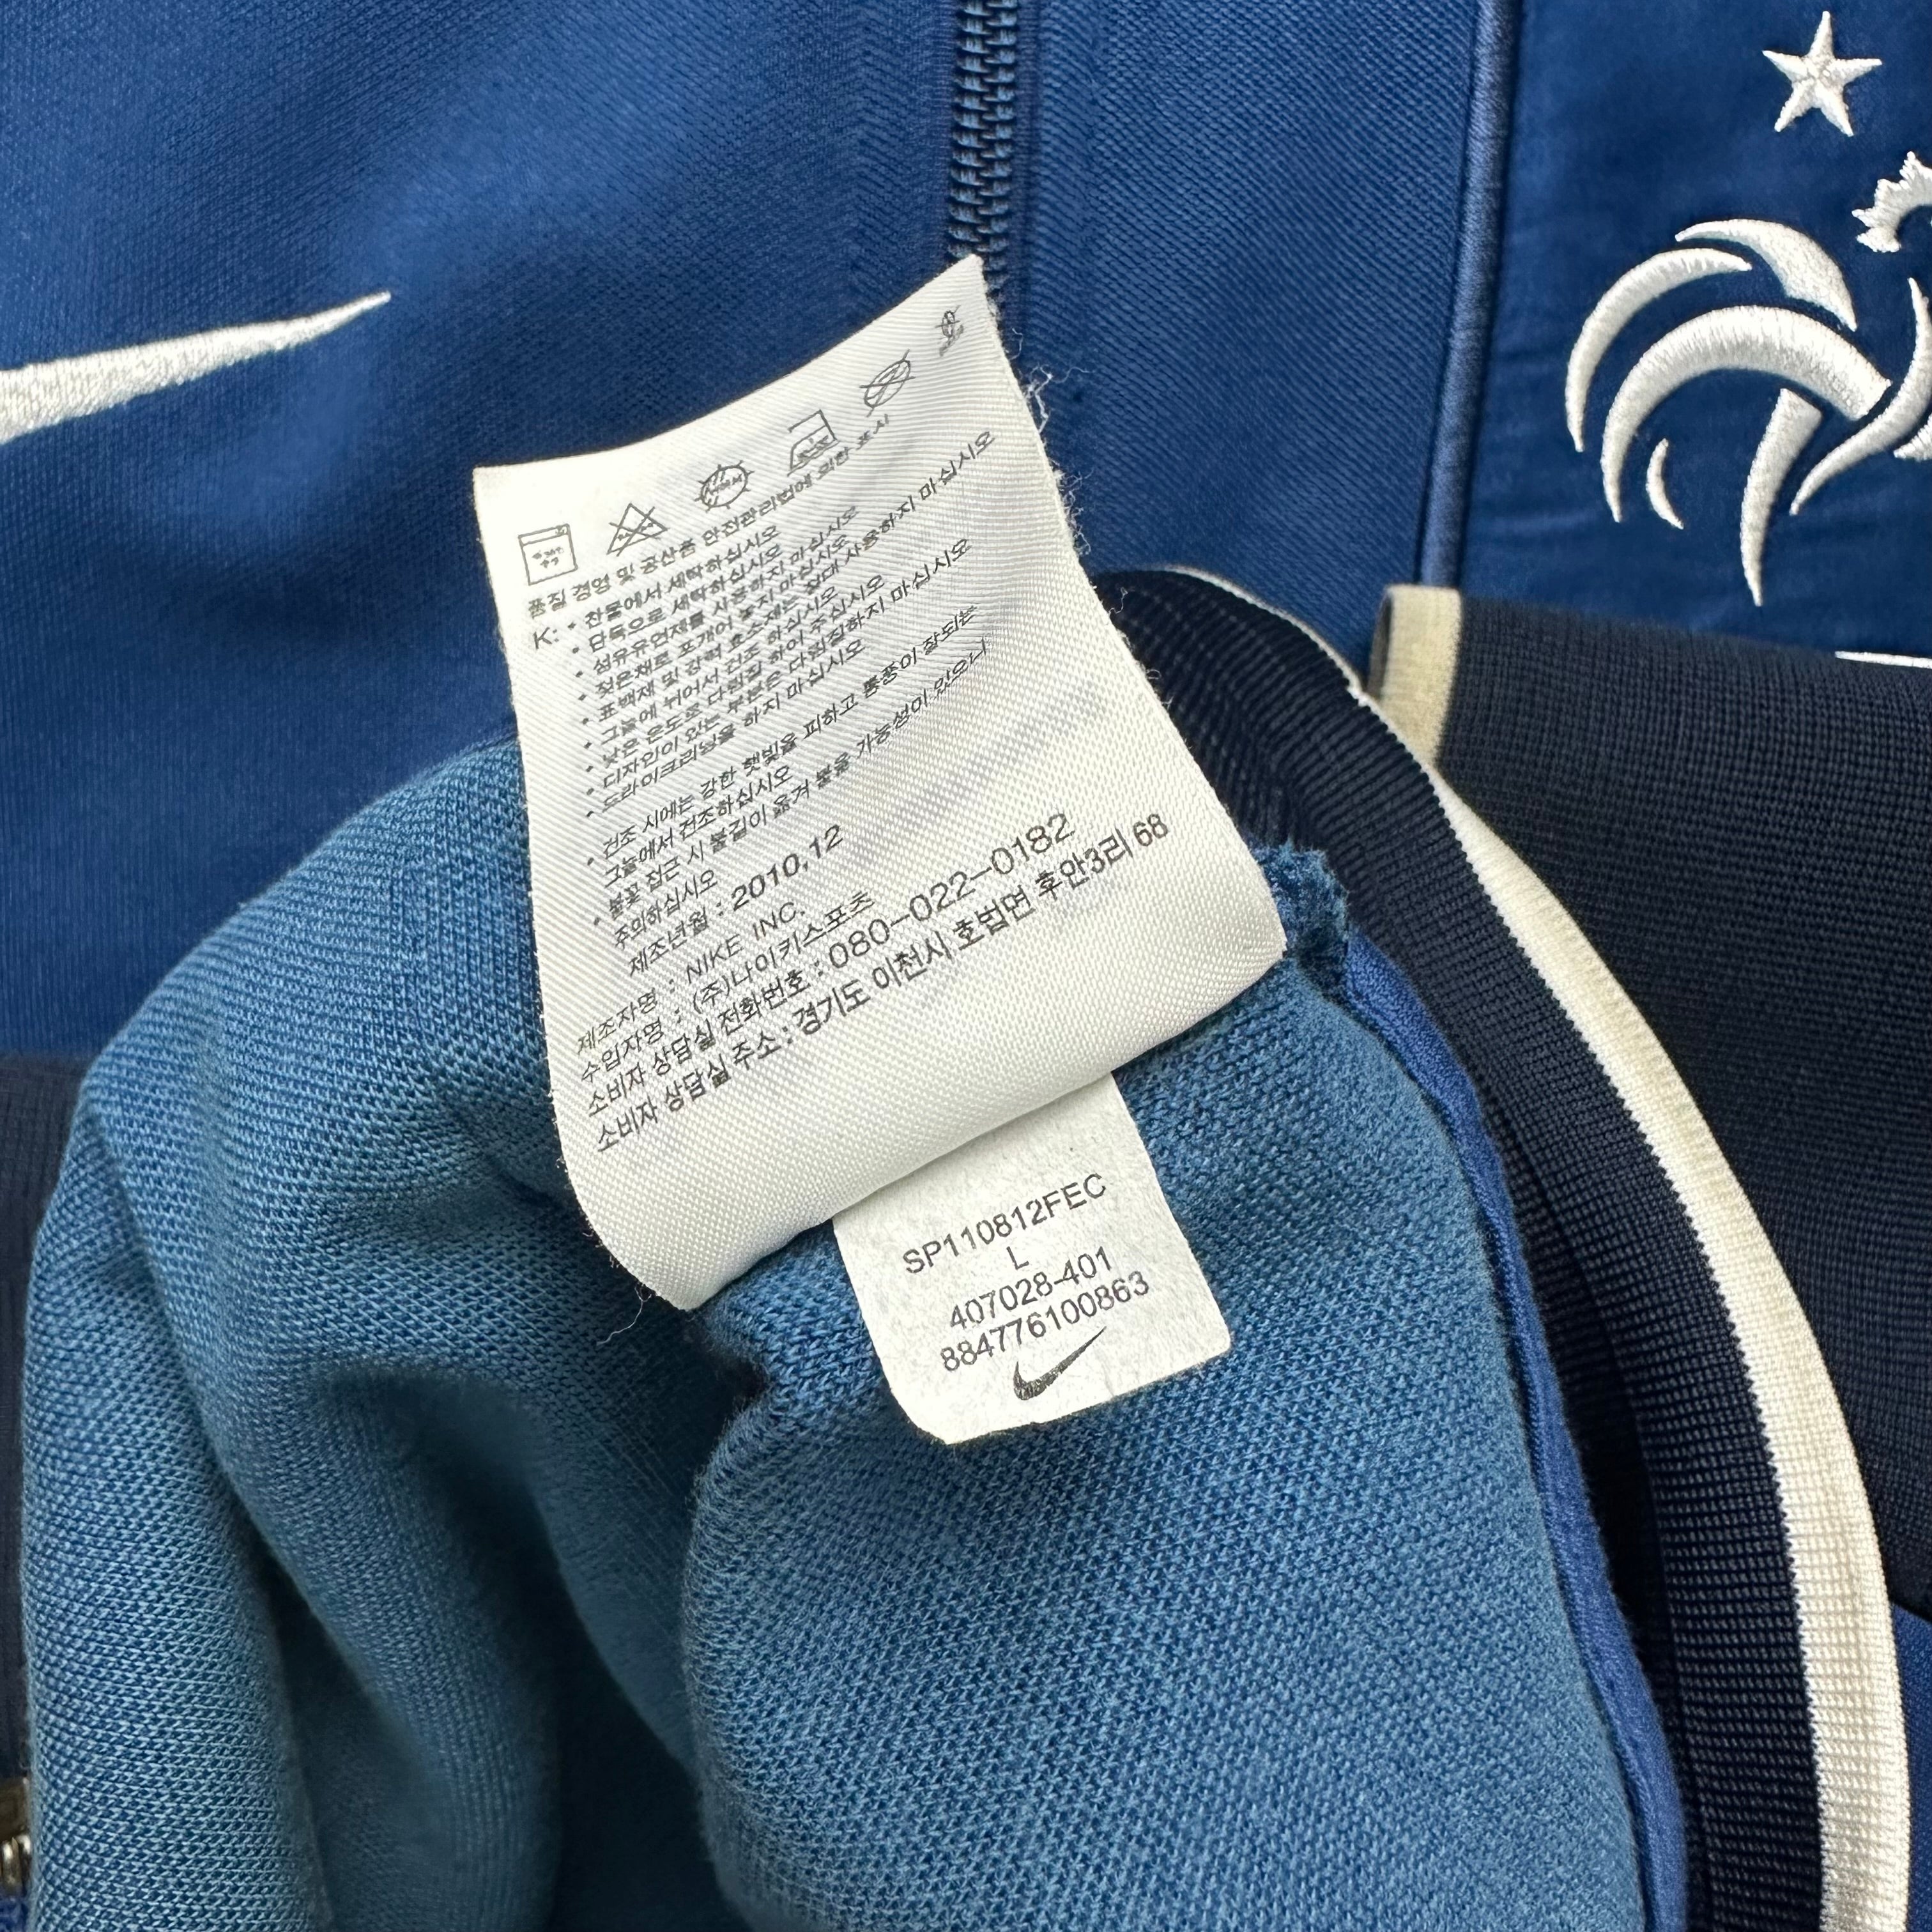 품질 경영 및 공산품 안전관리법에 의한 표시
K: • 찬물에서 세탁하십시오
• 단독으로 세탁하십시오
• 섬유유연제를 사용하지 마십시오
• 젖은채로 포개어 놓지 마십시오
• 표백제 및 강력 효소제는 절대 사용하지 마십시오
• 그늘에 뉘어서 건조 하십시오
• 낮은 온도로 다림질 하여 주십시오
• 디자인이 있는 부분은 다림질하지 마십시오
• 드라이크리닝을 하지 마십시오
• 건조 시에는 강한 햇빛을 피하고 통풍이 잘되는
그늘에서 건조하십시오
• 불꽃 접근 시 불길이 옮겨 붙을 가능성이 있으니
주의하십시오
제조년월 : 2010.12
제조자명 : NIKE INC.
수입자명 : (주)나이키스포츠
소비자 상담실 전화번호 : 080-022-0182
소비자 상담실 주소 : 경기도 이천시 호법면 후안3리 68
SP110812FEC
L
407028-401
884776100863